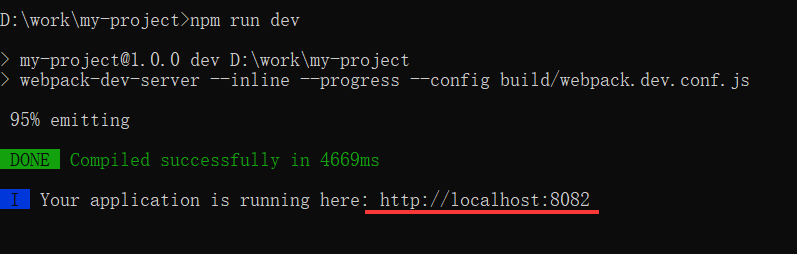 D:\work\my-project>npm run dev
> my-project@1.0.0 dev D:\work\my-project
> webpack-dev-server --inline --progress --config build/webpack.dev.conf.js
95% emitting
DONE Compiled successfully in 4669ms
I Your application is running here: http://localhost:8082